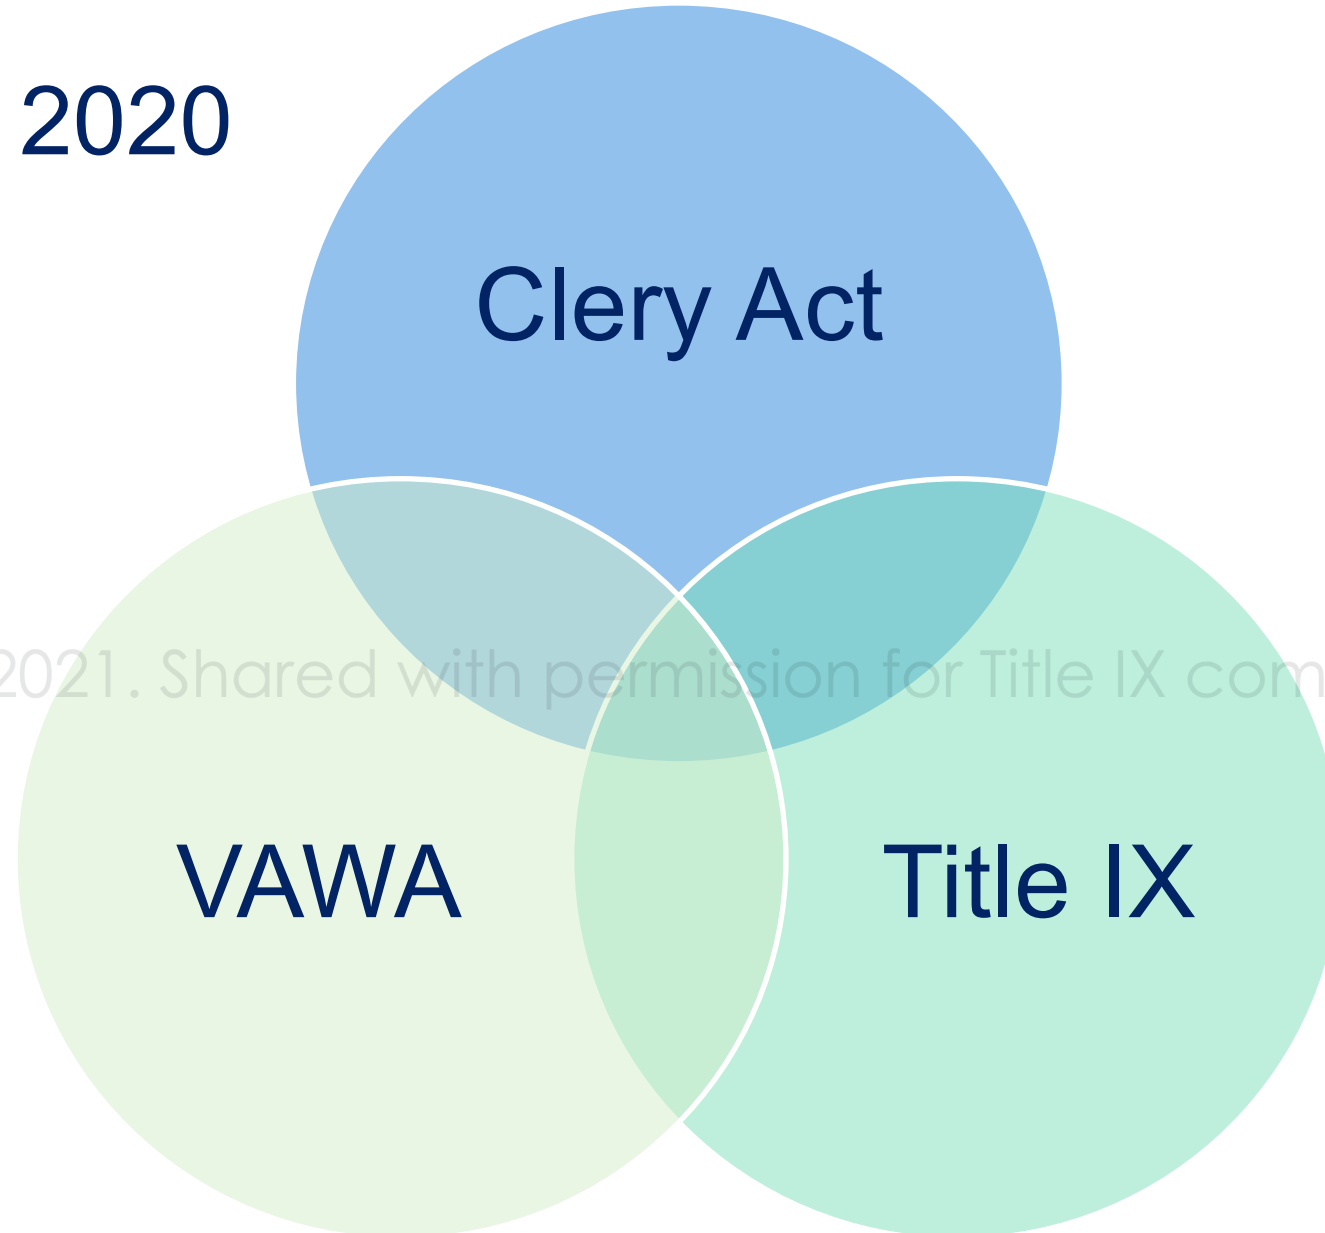 2020
Clery Act
2021. Shared with permission for Title IX com
VAWA
Title IX